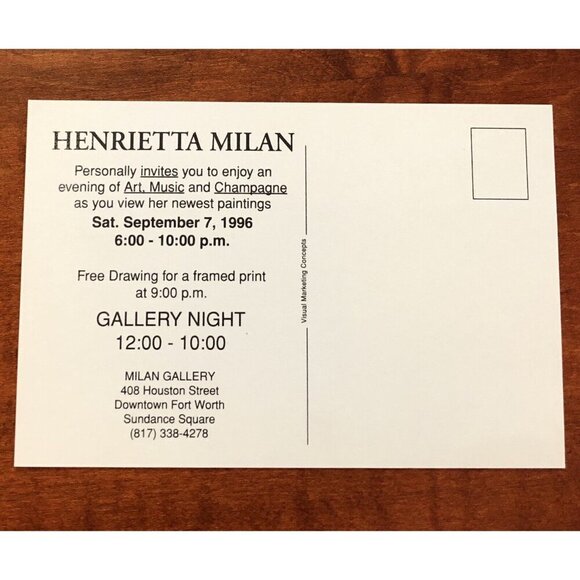 HENRIETTA MILAN
Personally invites you to enjoy an
evening of Art, Music and Champagne
as you view her newest paintings
Sat. September 7, 1996
6:00 - 10:00 p.m.
Free Drawing for a framed print
at 9:00 p.m.
GALLERY NIGHT
12:00 - 10:00
MILAN GALLERY
408 Houston Street
Downtown Fort Worth
Sundance Square
(817) 338-4278
Visual Marketing Concepts